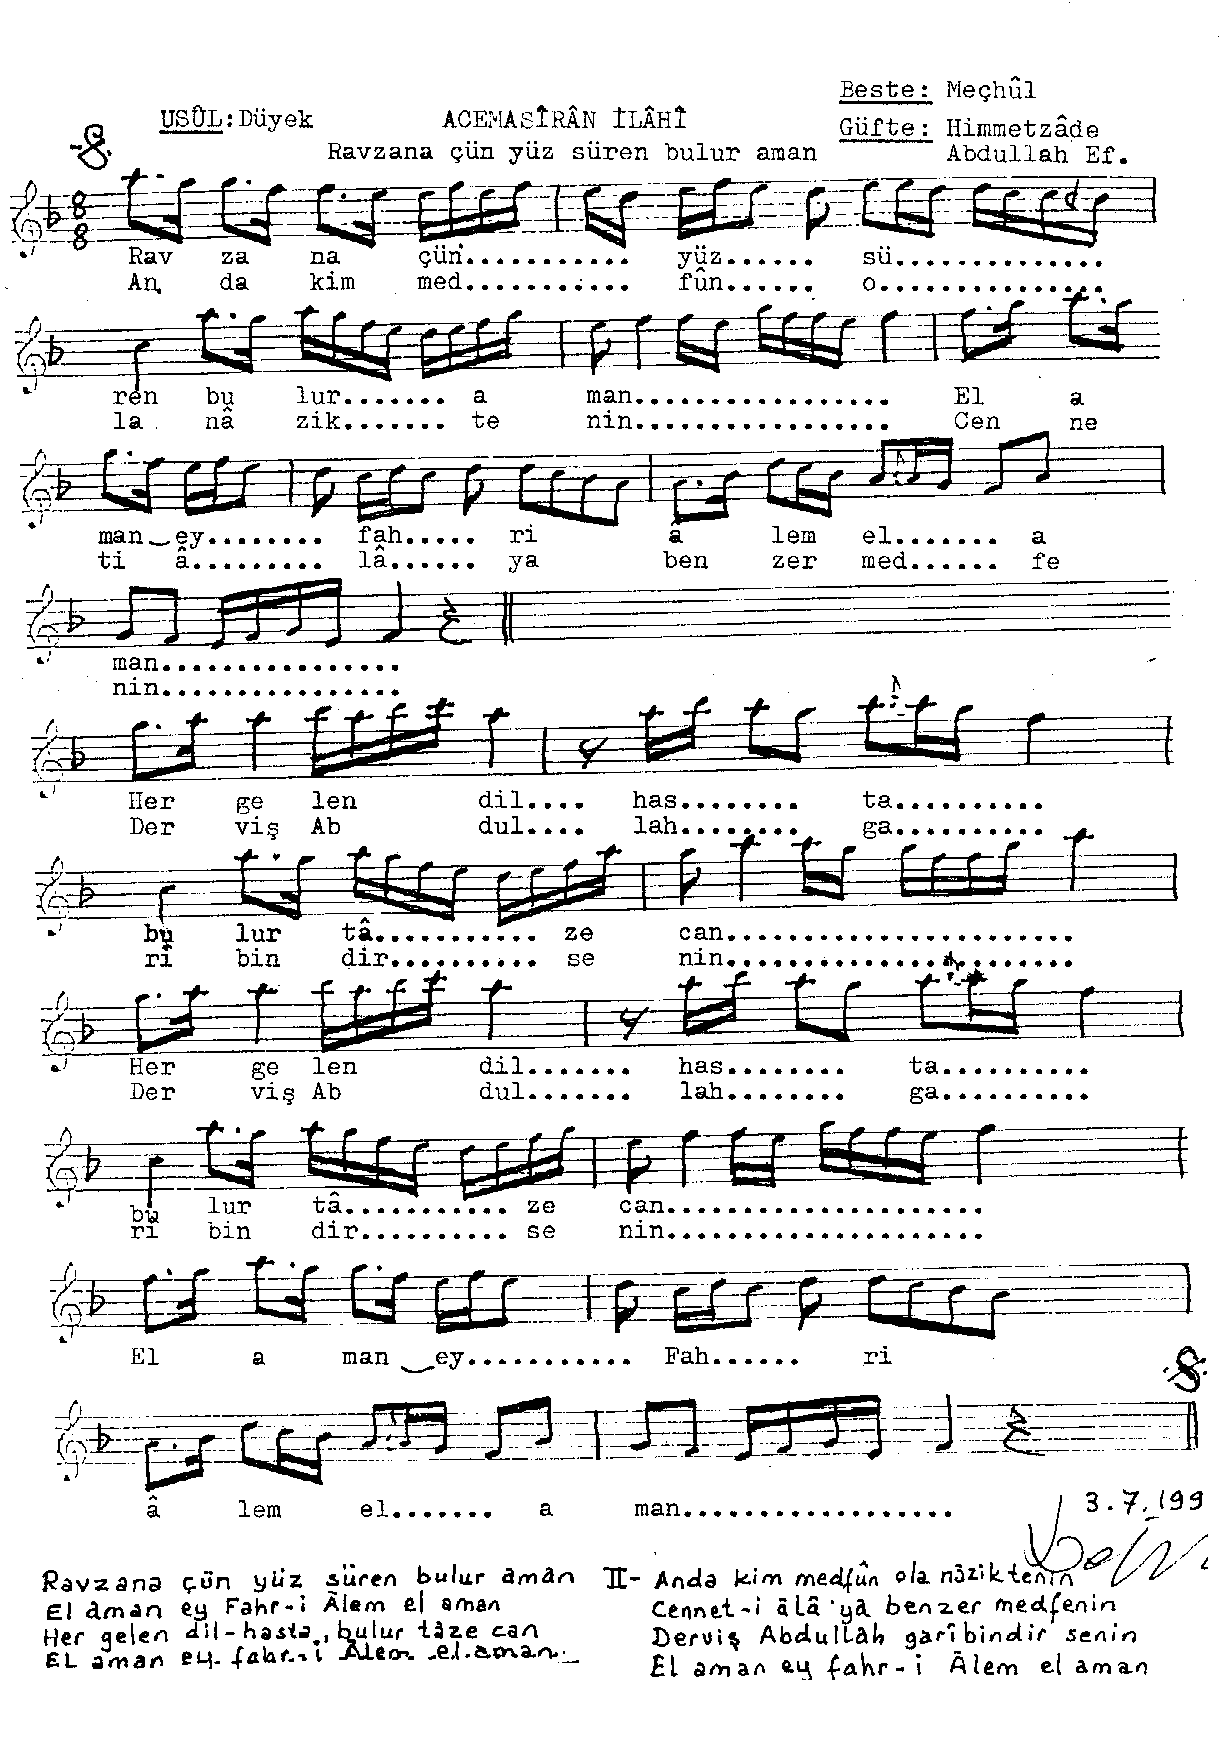 Beste: Meçhûl
USÛL:Düyek ACEMAŞÎRÂN İLÂHÎ
Güfte: Himmetzâde
Ravzana çün yüz süren bulur aman Abdullah Ef.
8
8
Rav za na çün........... yüz...... sü..............
An da kim med........... fûn...... o...............
ren bu lur....... a man................. El a
la nâ zik....... te nin................. Cen ne
man ey........ fah..... ri â lem el....... a
ti â......... lâ...... ya ben zer med...... fe
man................
nin................
Her ge len dil.... has........ ta..........
Der viş Ab dul.... lah........ ga..........
bu lur tâ........... ze can.......................
rî bin dir.......... se nin.......................
Her ge len dil....... has........ ta..........
Der viş Ab dul....... lah........ ga..........
bu lur tâ........... ze can.....................
ri bin dir.......... se nin.....................
El a man ey........... Fah...... ri
â lem el....... a man..................
3.7.199
Ravzana çün yüz süren bulur aman
El aman ey Fahr-i Âlem el aman
Her gelen dil-hasta, bulur tâze can
EL aman ey fahr-i Âlem el aman
II- Anda kim medfûn ola nâziktenin
Cennet-i âlâ'ya benzer medfenin
Derviş Abdullâh garîbindir senin
El aman ey fahr-i Âlem el aman